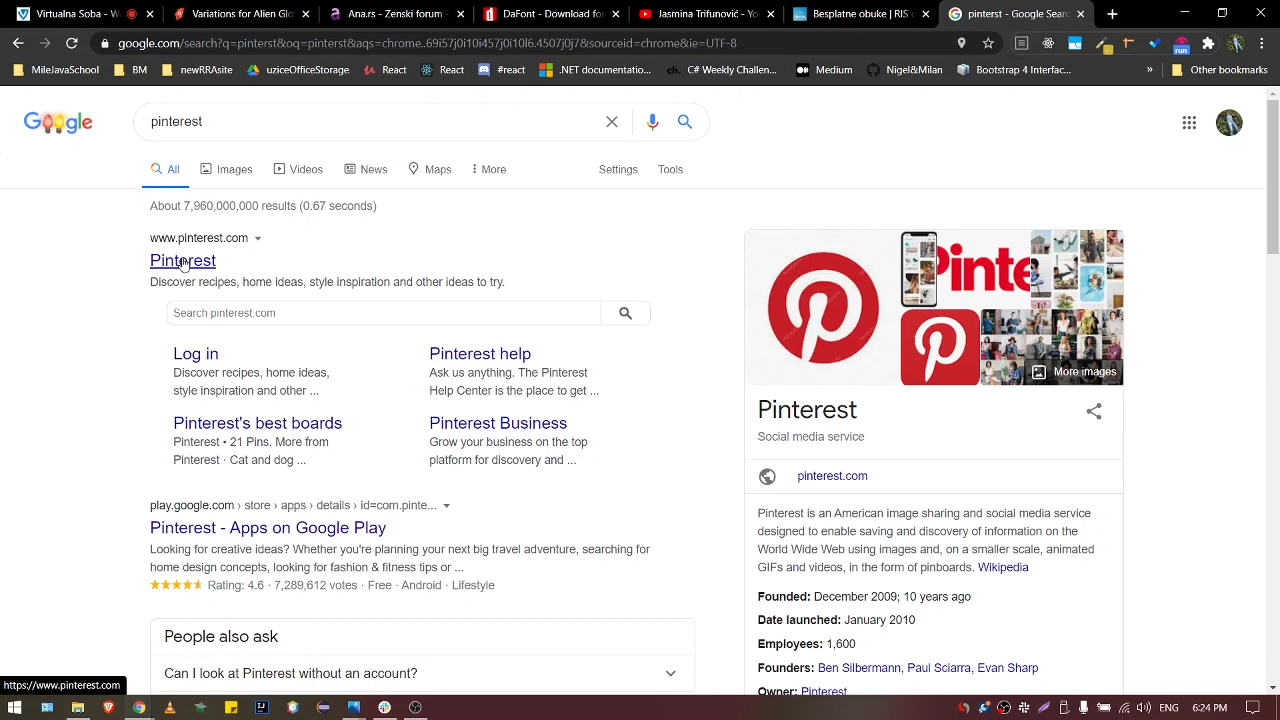 Virtualna Soba - W
Variations for Alien Glo
Ana.rs - Zenski forum -
DaFont - Download fo
Jasmina Trifunović - Yo
Besplatne obuke | RIS o
pinterst - Google Sear
google.com/search?q=pinterst&oq=pinterst&aqs=chrome..69i57j0i10i457j0i10l6.4507j0j7&sourceid=chrome&ie=UTF-8
run
MiletJavaSchool
BM
newRIste
uziOfficeStorage
React
React
#react
.NET documentatio...
C# Weekly Challen...
Medium
Nigel&Milan
Bootstap 4 Interfac...
»
Other bookmarks
Google
pinterest
All
Images
Videos
News
Maps
More
Settings
Tools
About 7,960,000,000 results (0.67 seconds)
www.pinterest.com
Pinterest
Discover recipes, home ideas, style inspiration and other ideas to try.
Search pinterest.com
Log in
Discover recipes, home ideas,
style inspiration and other ...
Pinterest help
Ask us anything. The Pinterest
Help Center is the place to get ...
Pinterest's best boards
Pinterest • 21 Pins. More from
Pinterest · Cat and dog ...
Pinterest Business
Grow your business on the top
platform for discovery and ...
play.google.com › store › apps › details › id=com.pinte...
Pinterest - Apps on Google Play
Looking for creative ideas? Whether you're planning your next big travel adventure, searching for
home design concepts, looking for fashion & fitness tips or ...
Rating: 4.6 · 7,289,612 votes · Free · Android · Lifestyle
People also ask
Can I look at Pinterest without an account?
Pinte
More images
Pinterest
Social media service
pinterest.com
Pinterest is an American image sharing and social media service
designed to enable saving and discovery of information on the
World Wide Web using images and, on a smaller scale, animated
GIFs and videos, in the form of pinboards. Wikipedia
Founded: December 2009; 10 years ago
Date launched: January 2010
Employees: 1,600
Founders: Ben Silbermann, Paul Sciarra, Evan Sharp
Owner: Pinterest
https://www.pinterest.com
ENG
6:24 PM